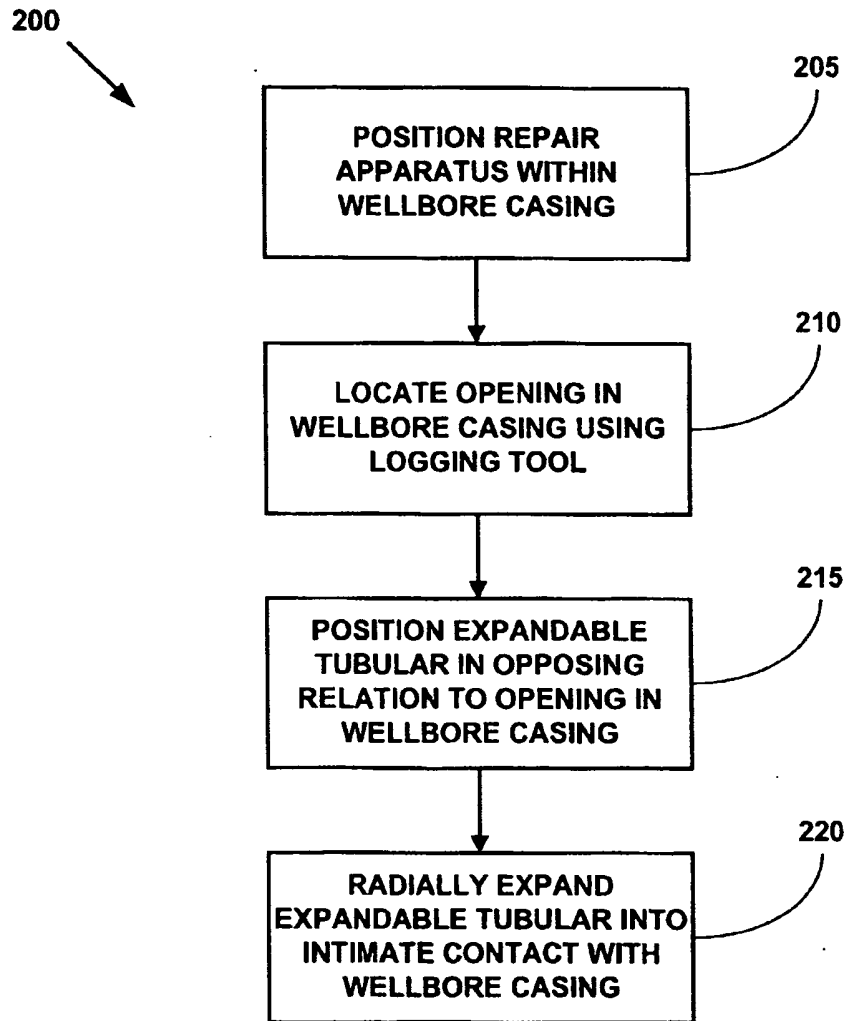 200
205
POSITION REPAIR
APPARATUS WITHIN
WELLBORE CASING
210
LOCATE OPENING IN
WELLBORE CASING USING
LOGGING TOOL
215
POSITION EXPANDABLE
TUBULAR IN OPPOSING
RELATION TO OPENING IN
WELLBORE CASING
220
RADIALLY EXPAND
EXPANDABLE TUBULAR INTO
INTIMATE CONTACT WITH
WELLBORE CASING